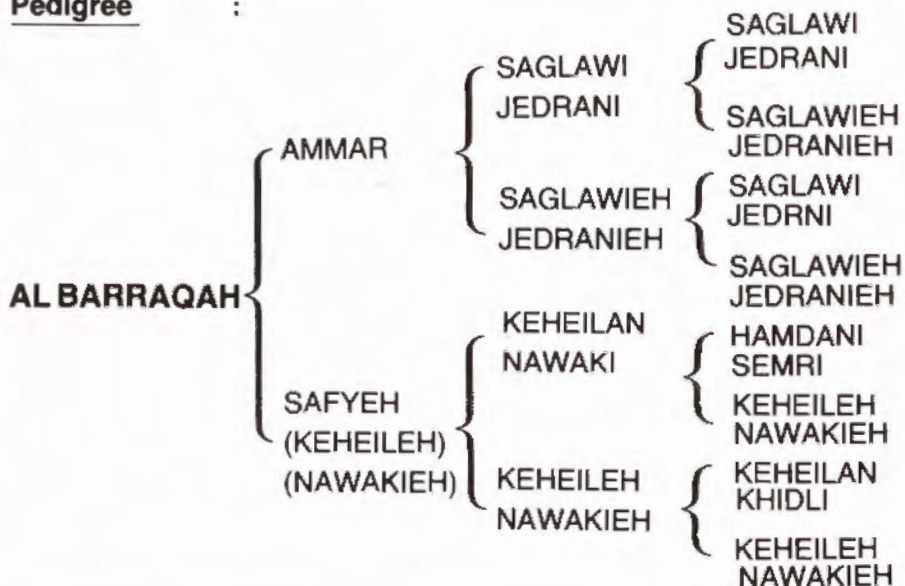 Pedigree :
AL BARRAQAH
AMMAR
SAFYEH
(KEHEILEH)
(NAWAKIEH)
SAGLAWI
JEDRANI
SAGLAWIEH
JEDRANIEH
KEHEILAN
NAWAKI
KEHEILEH
NAWAKIEH
SAGLAWI
JEDRANI
SAGLAWIEH
JEDRANIEH
SAGLAWI
JEDRNI
SAGLAWIEH
JEDRANIEH
HAMDANI
SEMRI
KEHEILEH
NAWAKIEH
KEHEILAN
KHIDLI
KEHEILEH
NAWAKIEH